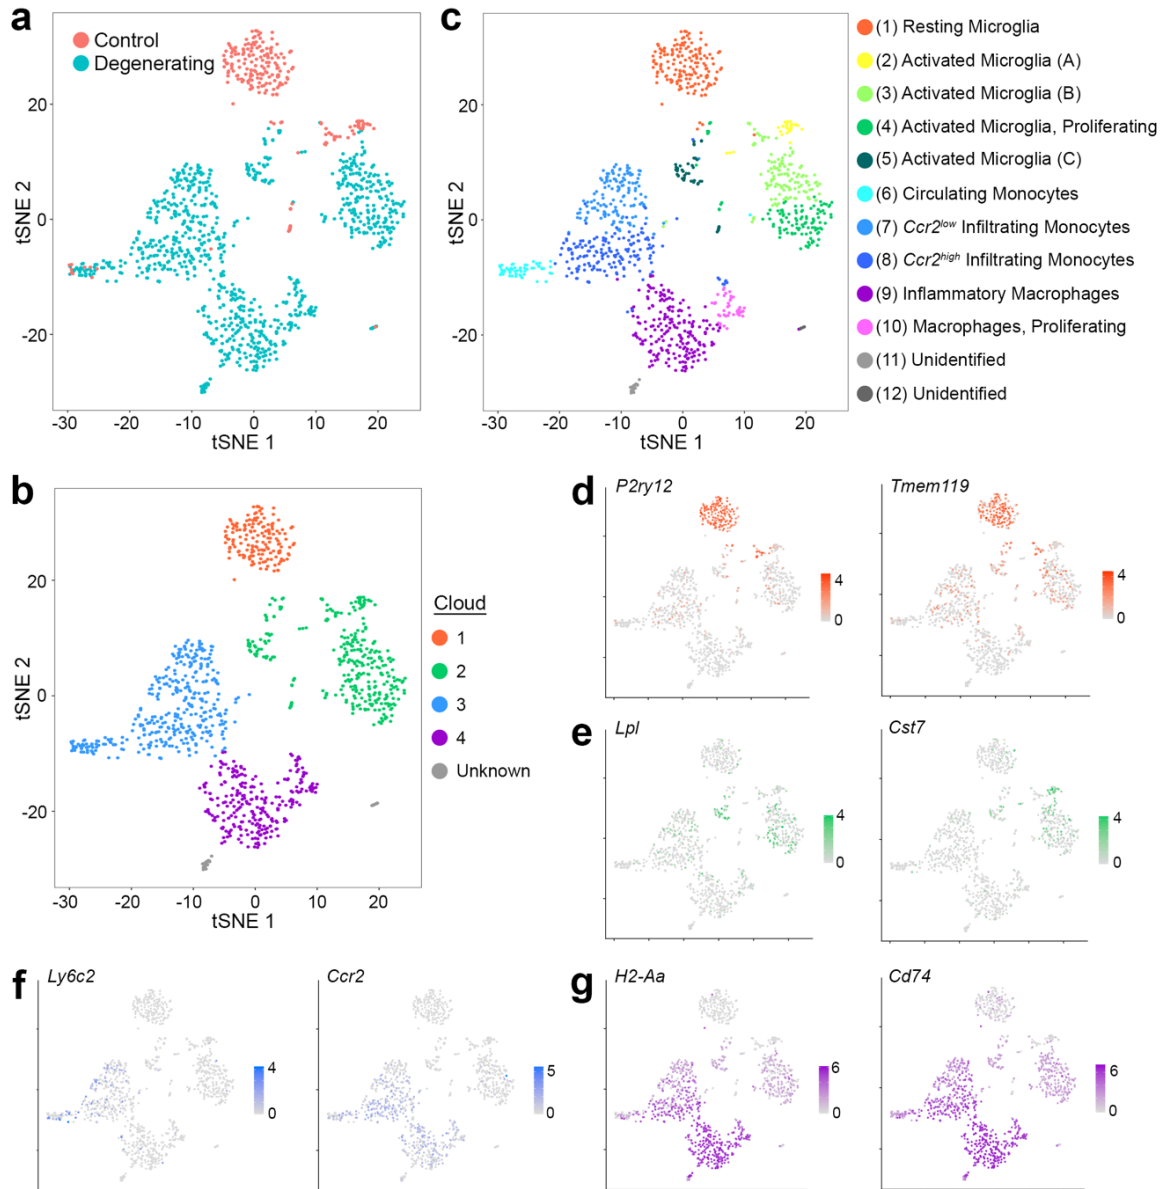 a
Control
Degenerating
20
0
-20
tSNE 2
-30
-20
-10
0
10
20
tSNE 1
c
20
0
-20
tSNE 2
-30
-20
-10
0
10
20
tSNE 1
(1) Resting Microglia
(2) Activated Microglia (A)
(3) Activated Microglia (B)
(4) Activated Microglia, Proliferating
(5) Activated Microglia (C)
(6) Circulating Monocytes
(7) Ccr2low Infiltrating Monocytes
(8) Ccr2high Infiltrating Monocytes
(9) Inflammatory Macrophages
(10) Macrophages, Proliferating
(11) Unidentified
(12) Unidentified
b
20
0
-20
tSNE 2
-30
-20
-10
0
10
20
tSNE 1
Cloud
1
2
3
4
Unknown
d
P2ry12
4
0
Tmem119
4
0
e
Lpl
4
0
Cst7
4
0
f
Ly6c2
4
0
Ccr2
5
0
g
H2-Aa
6
0
Cd74
6
0